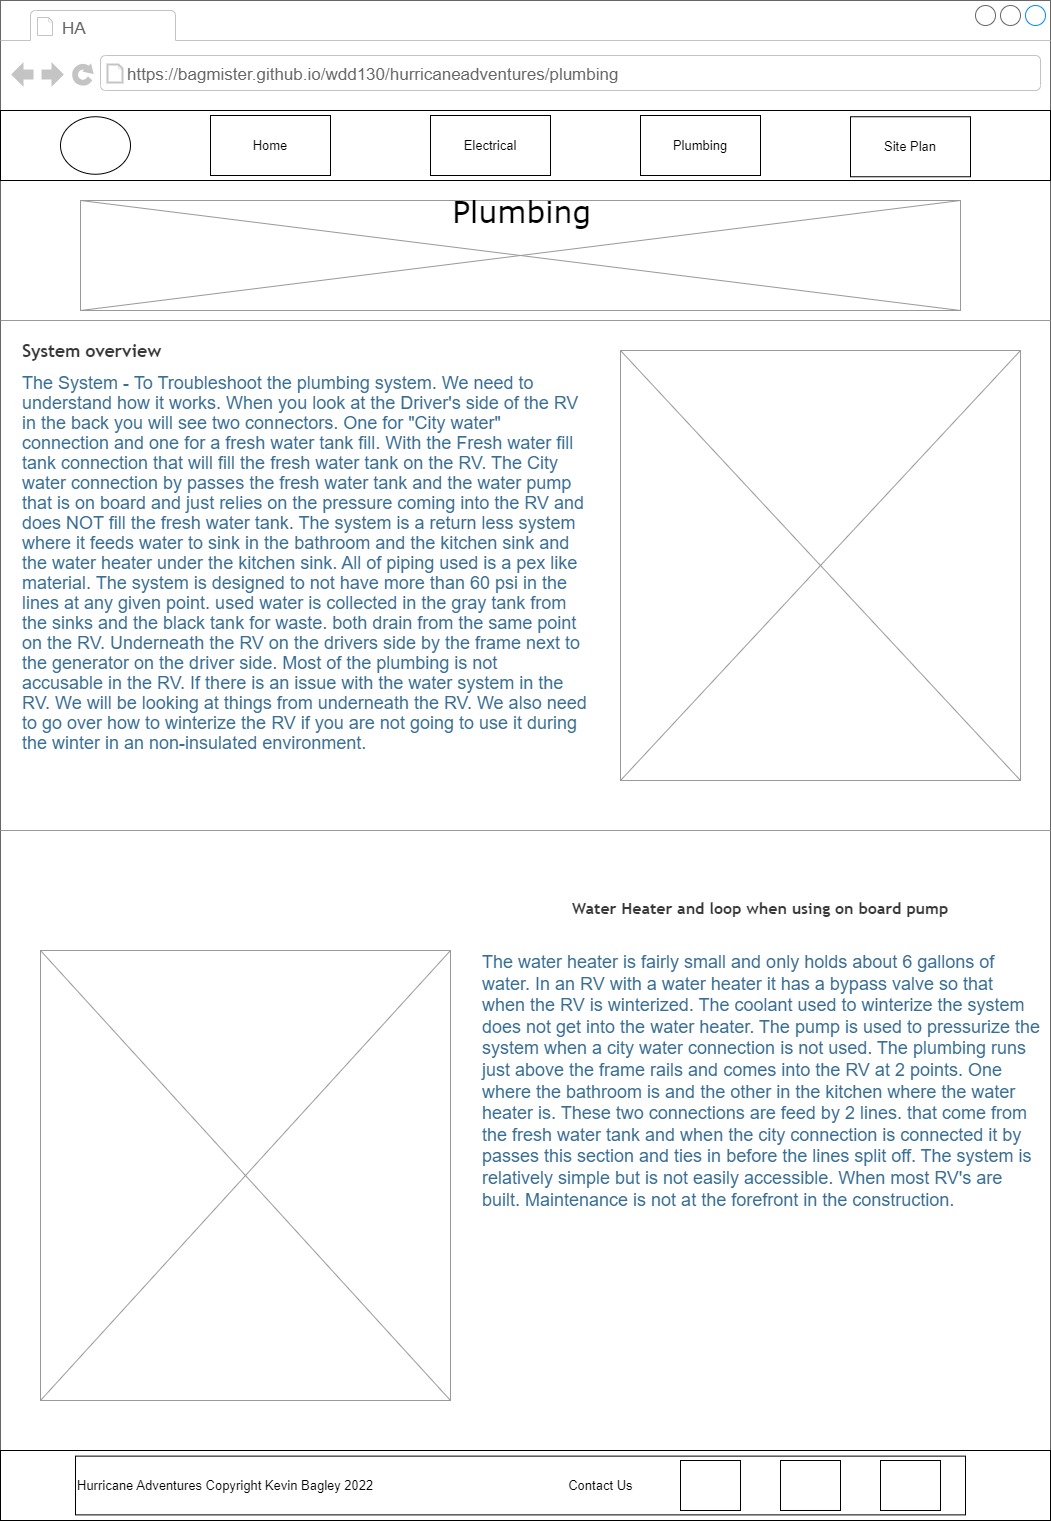 HA
https://bagmister.github.io/wdd130/hurricaneadventures/plumbing
Home
Electrical
Plumbing
Site Plan
Plumbing
System overview
The System - To Troubleshoot the plumbing system. We need to
understand how it works. When you look at the Driver's side of the RV
in the back you will see two connectors. One for "City water"
connection and one for a fresh water tank fill. With the Fresh water fill
tank connection that will fill the fresh water tank on the RV. The City
water connection by passes the fresh water tank and the water pump
that is on board and just relies on the pressure coming into the RV and
does NOT fill the fresh water tank. The system is a return less system
where it feeds water to sink in the bathroom and the kitchen sink and
the water heater under the kitchen sink. All of piping used is a pex like
material. The system is designed to not have more than 60 psi in the
lines at any given point. used water is collected in the gray tank from
the sinks and the black tank for waste. both drain from the same point
on the RV. Underneath the RV on the drivers side by the frame next to
the generator on the driver side. Most of the plumbing is not
accusable in the RV. If there is an issue with the water system in the
RV. We will be looking at things from underneath the RV. We also need
to go over how to winterize the RV if you are not going to use it during
the winter in an non-insulated environment.
Water Heater and loop when using on board pump
The water heater is fairly small and only holds about 6 gallons of
water. In an RV with a water heater it has a bypass valve so that
when the RV is winterized. The coolant used to winterize the system
does not get into the water heater. The pump is used to pressurize the
system when a city water connection is not used. The plumbing runs
just above the frame rails and comes into the RV at 2 points. One
where the bathroom is and the other in the kitchen where the water
heater is. These two connections are feed by 2 lines. that come from
the fresh water tank and when the city connection is connected it by
passes this section and ties in before the lines split off. The system is
relatively simple but is not easily accessible. When most RV's are
built. Maintenance is not at the forefront in the construction.
Hurricane Adventures Copyright Kevin Bagley 2022
Contact Us